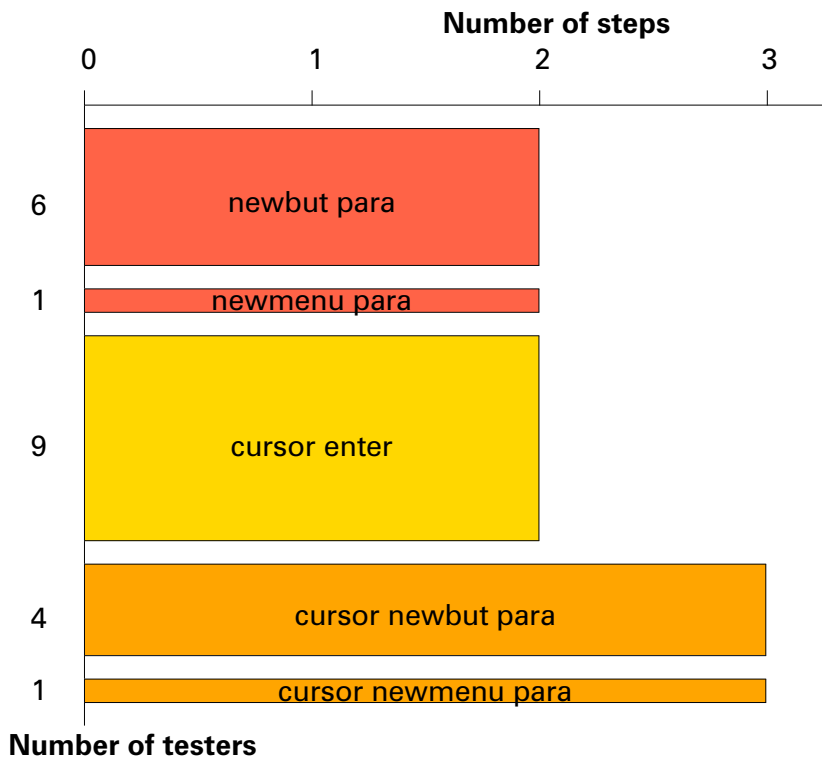 Number of steps
0 1 2 3
6 newbut para
1 newmenu para
9 cursor enter
4 cursor newbut para
1 cursor newmenu para
Number of testers